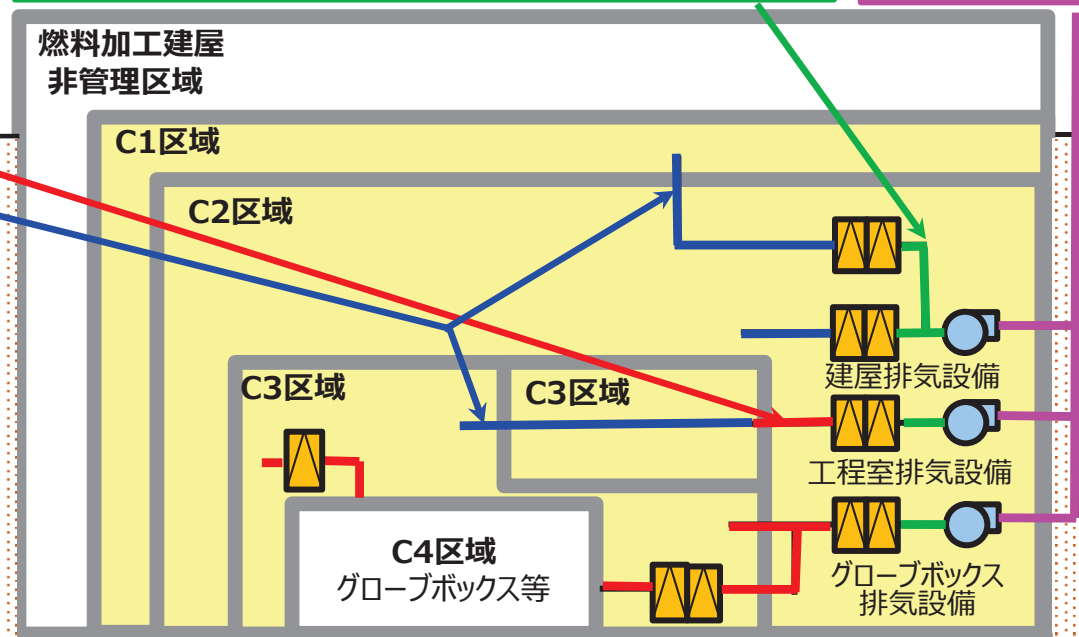 燃料加工建屋
非管理区域
C1区域
C2区域
C3区域
C3区域
建屋排気設備
工程室排気設備
C4区域
グローブボックス等
グローブボックス
排気設備